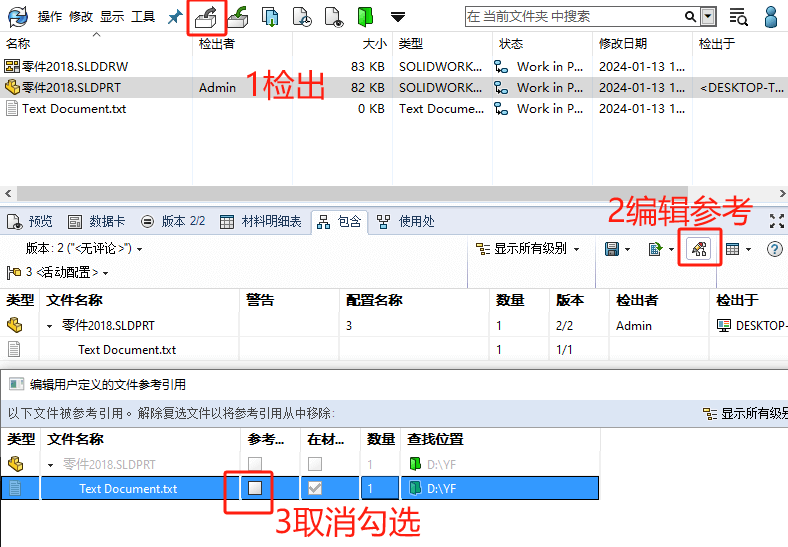 操作 修改 显示 工具
在 当前文件夹 中搜索
名称 检出者 大小 类型 状态 修改日期 检出于
零件2018.SLDDRW 83 KB SOLIDWORK... Work in P... 2024-01-13 1...
零件2018.SLDPRT Admin 82 KB SOLIDWORK... Work in P... 2024-01-13 1... <DESKTOP-T...
Text Document.txt 0 KB Text Docume... Work in P... 2024-01-13 1...
1检出
2编辑参考
预览 数据卡 版本 2/2 材料明细表 包含 使用处
版本: 2 ("<无评论>")
显示所有级别
3 <活动配置>
类型 文件名称 警告 配置名称 数量 版本 检出者 检出于
零件2018.SLDPRT 3 1 2/2 Admin DESKTOP-
Text Document.txt 1 1/1
编辑用户定义的文件参考引用
以下文件被参考引用。解除复选文件以将参考引用从中移除:
显示所有级别
类型 文件名称 参考... 在材... 数量 查找位置
零件2018.SLDPRT 1 D:\YF
Text Document.txt 1 D:\YF
3取消勾选